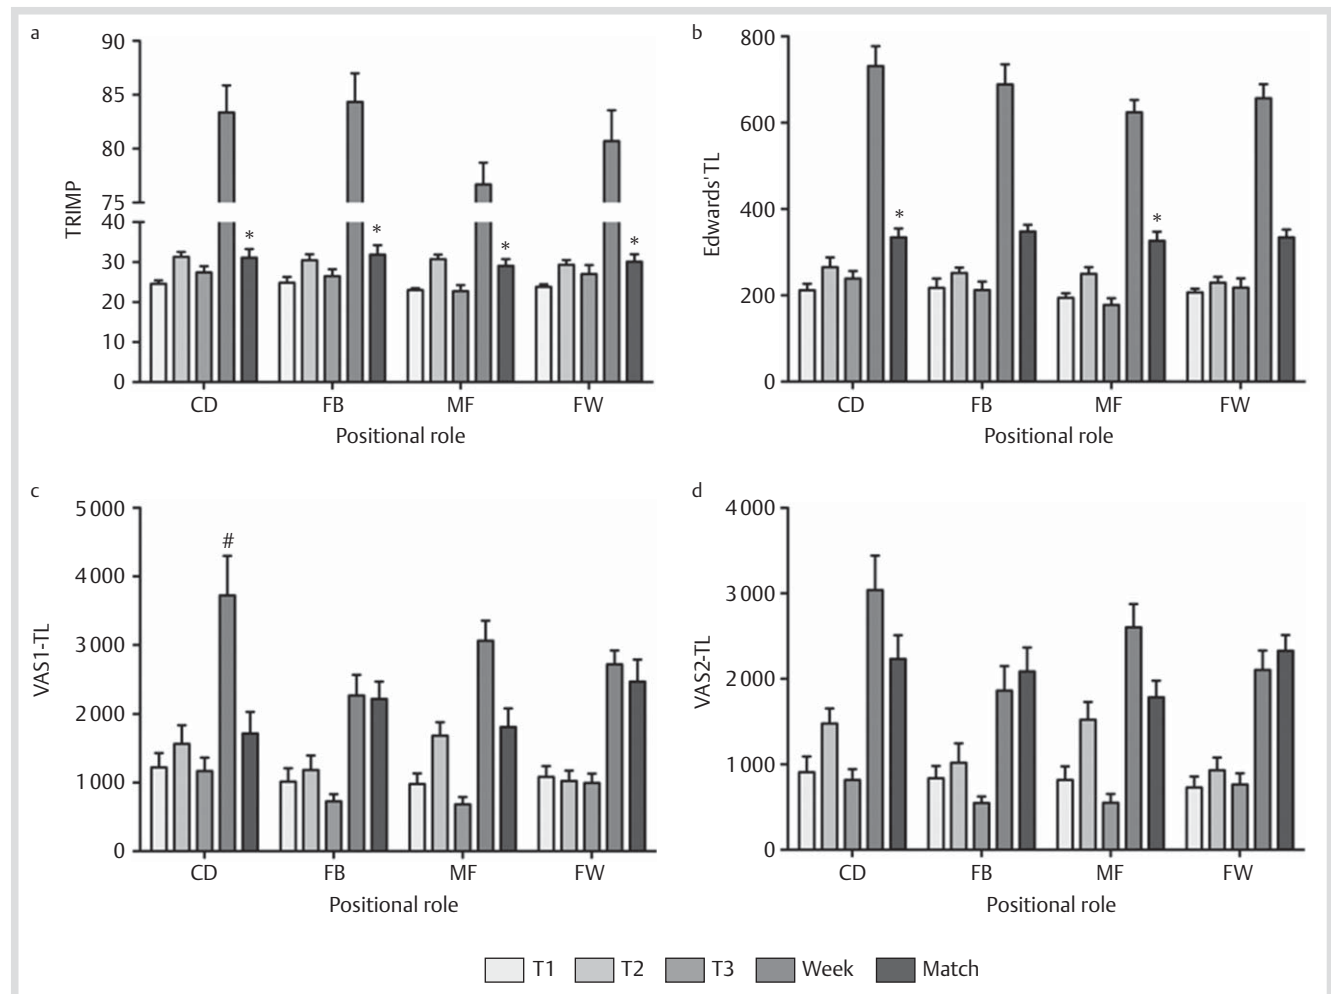 a
90
85
80
75
40
30
20
10
0
TRIMP
*
*
*
*
CD FB MF FW
Positional role
b
800
600
400
200
0
Edwards' TL
*
*
CD FB MF FW
Positional role
c
5 000
4 000
3 000
2 000
1 000
0
VAS1-TL
#
CD FB MF FW
Positional role
d
4 000
3 000
2 000
1 000
0
VAS2-TL
CD FB MF FW
Positional role
T1 T2 T3 Week Match